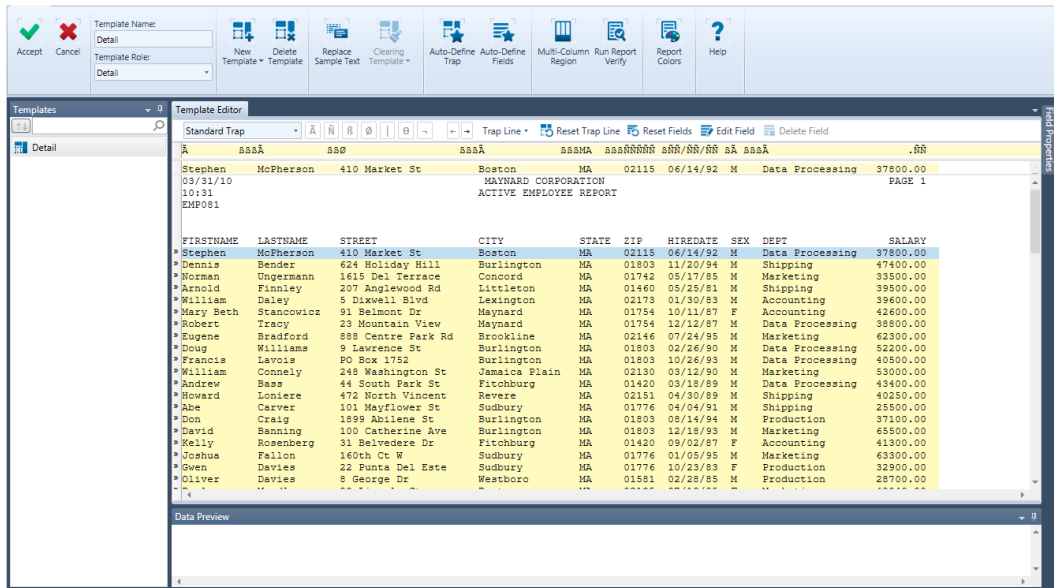 Template Name:
Detail
Template Role:
Detail
Accept
Cancel
New Template
Delete Template
Replace Sample Text
Clearing Template
Auto-Define Trap
Auto-Define Fields
Multi-Column Region
Run Report Verify
Report Colors
Help
Templates
Detail
Template Editor
Field Properties
Standard Trap Ã Ñ ß Ø | Θ ¬ ← → Trap Line Reset Trap Line Reset Fields Edit Field Delete Field
Ã ßßßÃ ßßØ ßßßÃ ßßßMA ßßßÑÑÑÑÑ ßÑÑ/ÑÑ/ÑÑ ßÃ ßßßÃ .ÑÑ
Stephen McPherson 410 Market St Boston MA 02115 06/14/92 M Data Processing 37800.00
03/31/10 MAYNARD CORPORATION PAGE 1
10:31 ACTIVE EMPLOYEE REPORT
EMP081
FIRSTNAME LASTNAME STREET CITY STATE ZIP HIREDATE SEX DEPT SALARY
» Stephen McPherson 410 Market St Boston MA 02115 06/14/92 M Data Processing 37800.00
» Dennis Bender 624 Holiday Hill Burlington MA 01803 11/20/94 M Shipping 47400.00
» Norman Ungermann 1615 Del Terrace Concord MA 01742 05/17/85 M Marketing 33500.00
» Arnold Finnley 207 Anglewood Rd Littleton MA 01460 05/25/81 M Shipping 39500.00
» William Daley 5 Dixwell Blvd Lexington MA 02173 01/30/83 M Accounting 39600.00
» Mary Beth Stancowicz 91 Belmont Dr Maynard MA 01754 10/11/87 F Accounting 42600.00
» Robert Tracy 23 Mountain View Maynard MA 01754 12/12/87 M Data Processing 38800.00
» Eugene Bradford 888 Centre Park Rd Brookline MA 02146 07/24/95 M Marketing 62300.00
» Doug Williams 9 Lawrence St Burlington MA 01803 02/26/90 M Data Processing 52200.00
» Francis Lavois PO Box 1752 Burlington MA 01803 10/26/93 M Data Processing 40500.00
» William Connely 248 Washington St Jamaica Plain MA 02130 03/12/90 M Marketing 53000.00
» Andrew Bass 44 South Park St Fitchburg MA 01420 03/18/89 M Data Processing 43400.00
» Howard Loniere 472 North Vincent Revere MA 02151 04/30/89 M Shipping 40250.00
» Abe Carver 101 Mayflower St Sudbury MA 01776 04/04/91 M Shipping 25500.00
» Don Craig 1899 Abilene St Burlington MA 01803 08/14/94 M Production 37100.00
» David Banning 100 Catherine Ave Burlington MA 01803 12/18/93 M Marketing 65500.00
» Kelly Rosenberg 31 Belvedere Dr Fitchburg MA 01420 09/02/87 F Accounting 41300.00
» Joshua Fallon 160th Ct W Sudbury MA 01776 01/05/95 M Marketing 63300.00
» Gwen Davies 22 Punta Del Este Sudbury MA 01776 10/23/83 F Production 32900.00
» Oliver Davies 8 George Dr Westboro MA 01581 02/28/85 M Production 28700.00
Data Preview